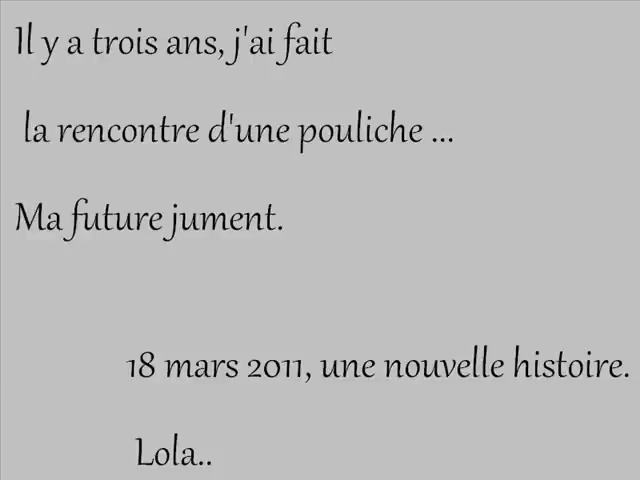 Il y a trois ans, j'ai fait
la rencontre d'une pouliche ...
Ma future jument.
18 mars 2011, une nouvelle histoire.
Lola..